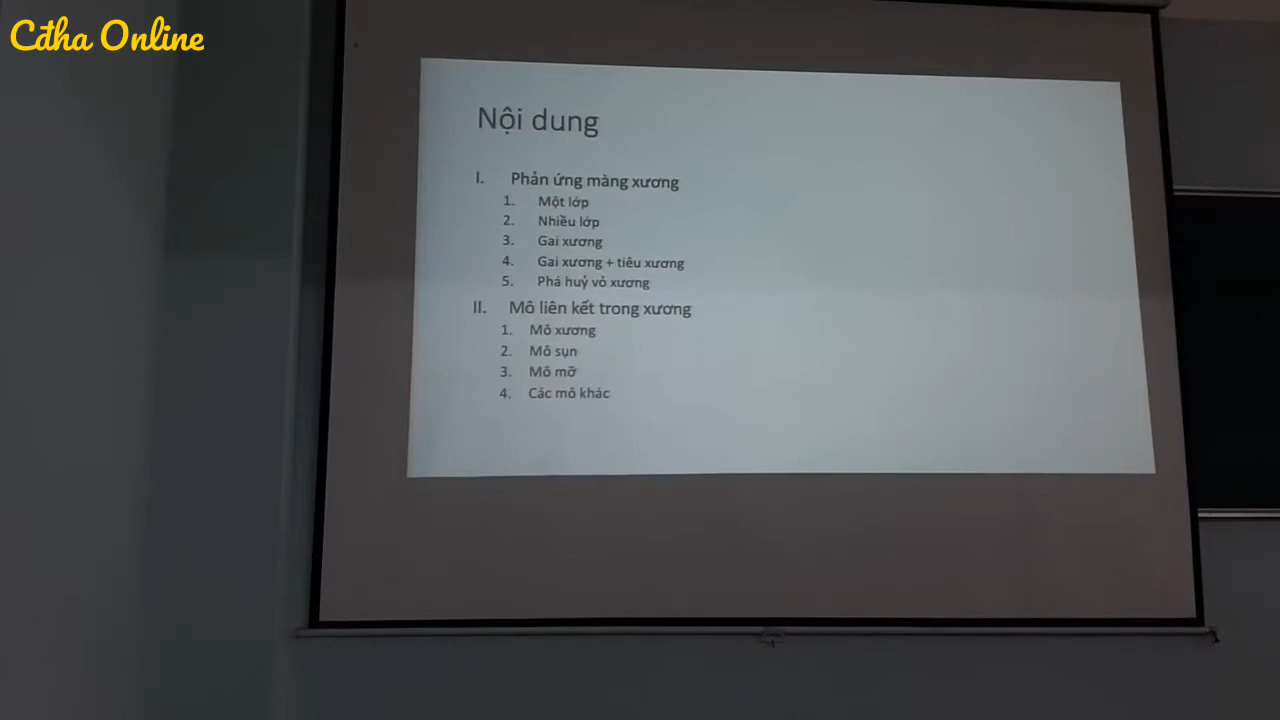 Cđha Online
Nội dung
I. Phản ứng màng xương
1. Một lớp
2. Nhiều lớp
3. Gai xương
4. Gai xương + tiêu xương
5. Phá huỷ vỏ xương
II. Mô liên kết trong xương
1. Mô xương
2. Mô sụn
3. Mô mỡ
4. Các mô khác